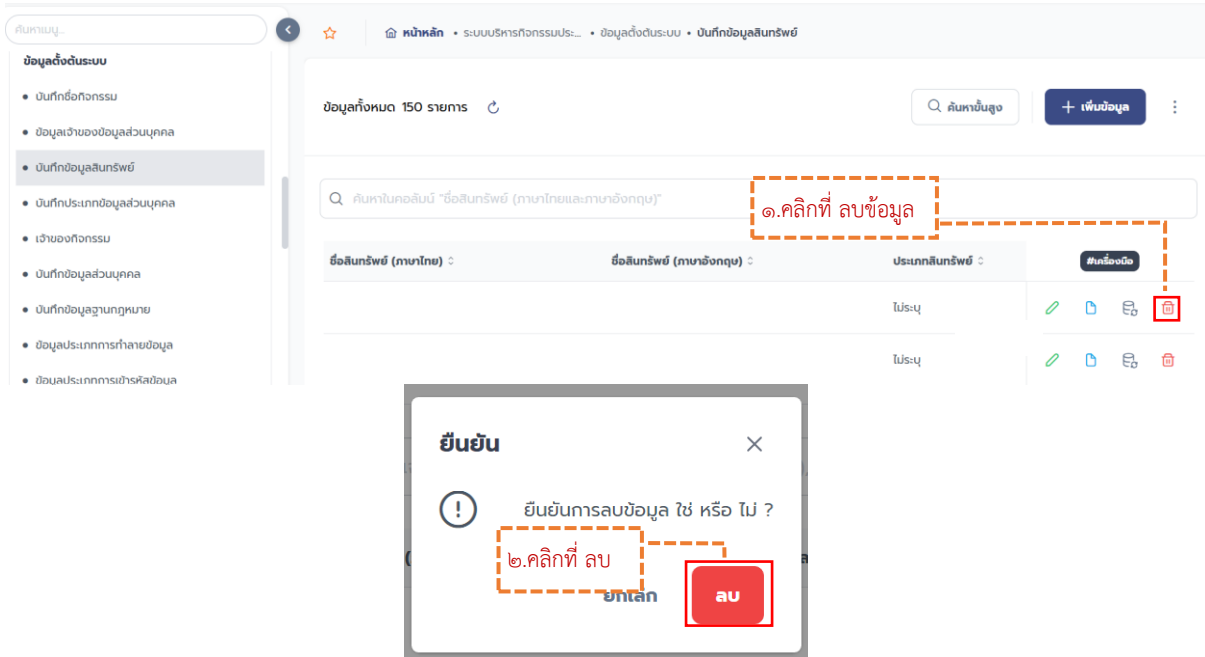 ค้นหาเมนู...
หน้าหลัก • ระบบบริหารกิจกรรมประ... • ข้อมูลตั้งต้นระบบ • บันทึกข้อมูลสินทรัพย์
ข้อมูลตั้งต้นระบบ
• บันทึกชื่อกิจกรรม
• ข้อมูลเจ้าของข้อมูลส่วนบุคคล
• บันทึกข้อมูลสินทรัพย์
• บันทึกประเภทข้อมูลส่วนบุคคล
• เจ้าของกิจกรรม
• บันทึกข้อมูลส่วนบุคคล
• บันทึกข้อมูลฐานกฎหมาย
• ข้อมูลประเภทการทำลายข้อมูล
• ข้อมูลประเภทการเข้ารหัสข้อมูล
ข้อมูลทั้งหมด 150 รายการ
ค้นหาขั้นสูง
+ เพิ่มข้อมูล
ค้นหาในคอลัมน์ "ชื่อสินทรัพย์ (ภาษาไทยและภาษาอังกฤษ)"
๑.คลิกที่ ลบข้อมูล
ชื่อสินทรัพย์ (ภาษาไทย) ชื่อสินทรัพย์ (ภาษาอังกฤษ) ประเภทสินทรัพย์ #เครื่องมือ
ไม่ระบุ
ไม่ระบุ
ยืนยัน
ยืนยันการลบข้อมูล ใช่ หรือ ไม่ ?
๒.คลิกที่ ลบ
ยกเลิก ลบ